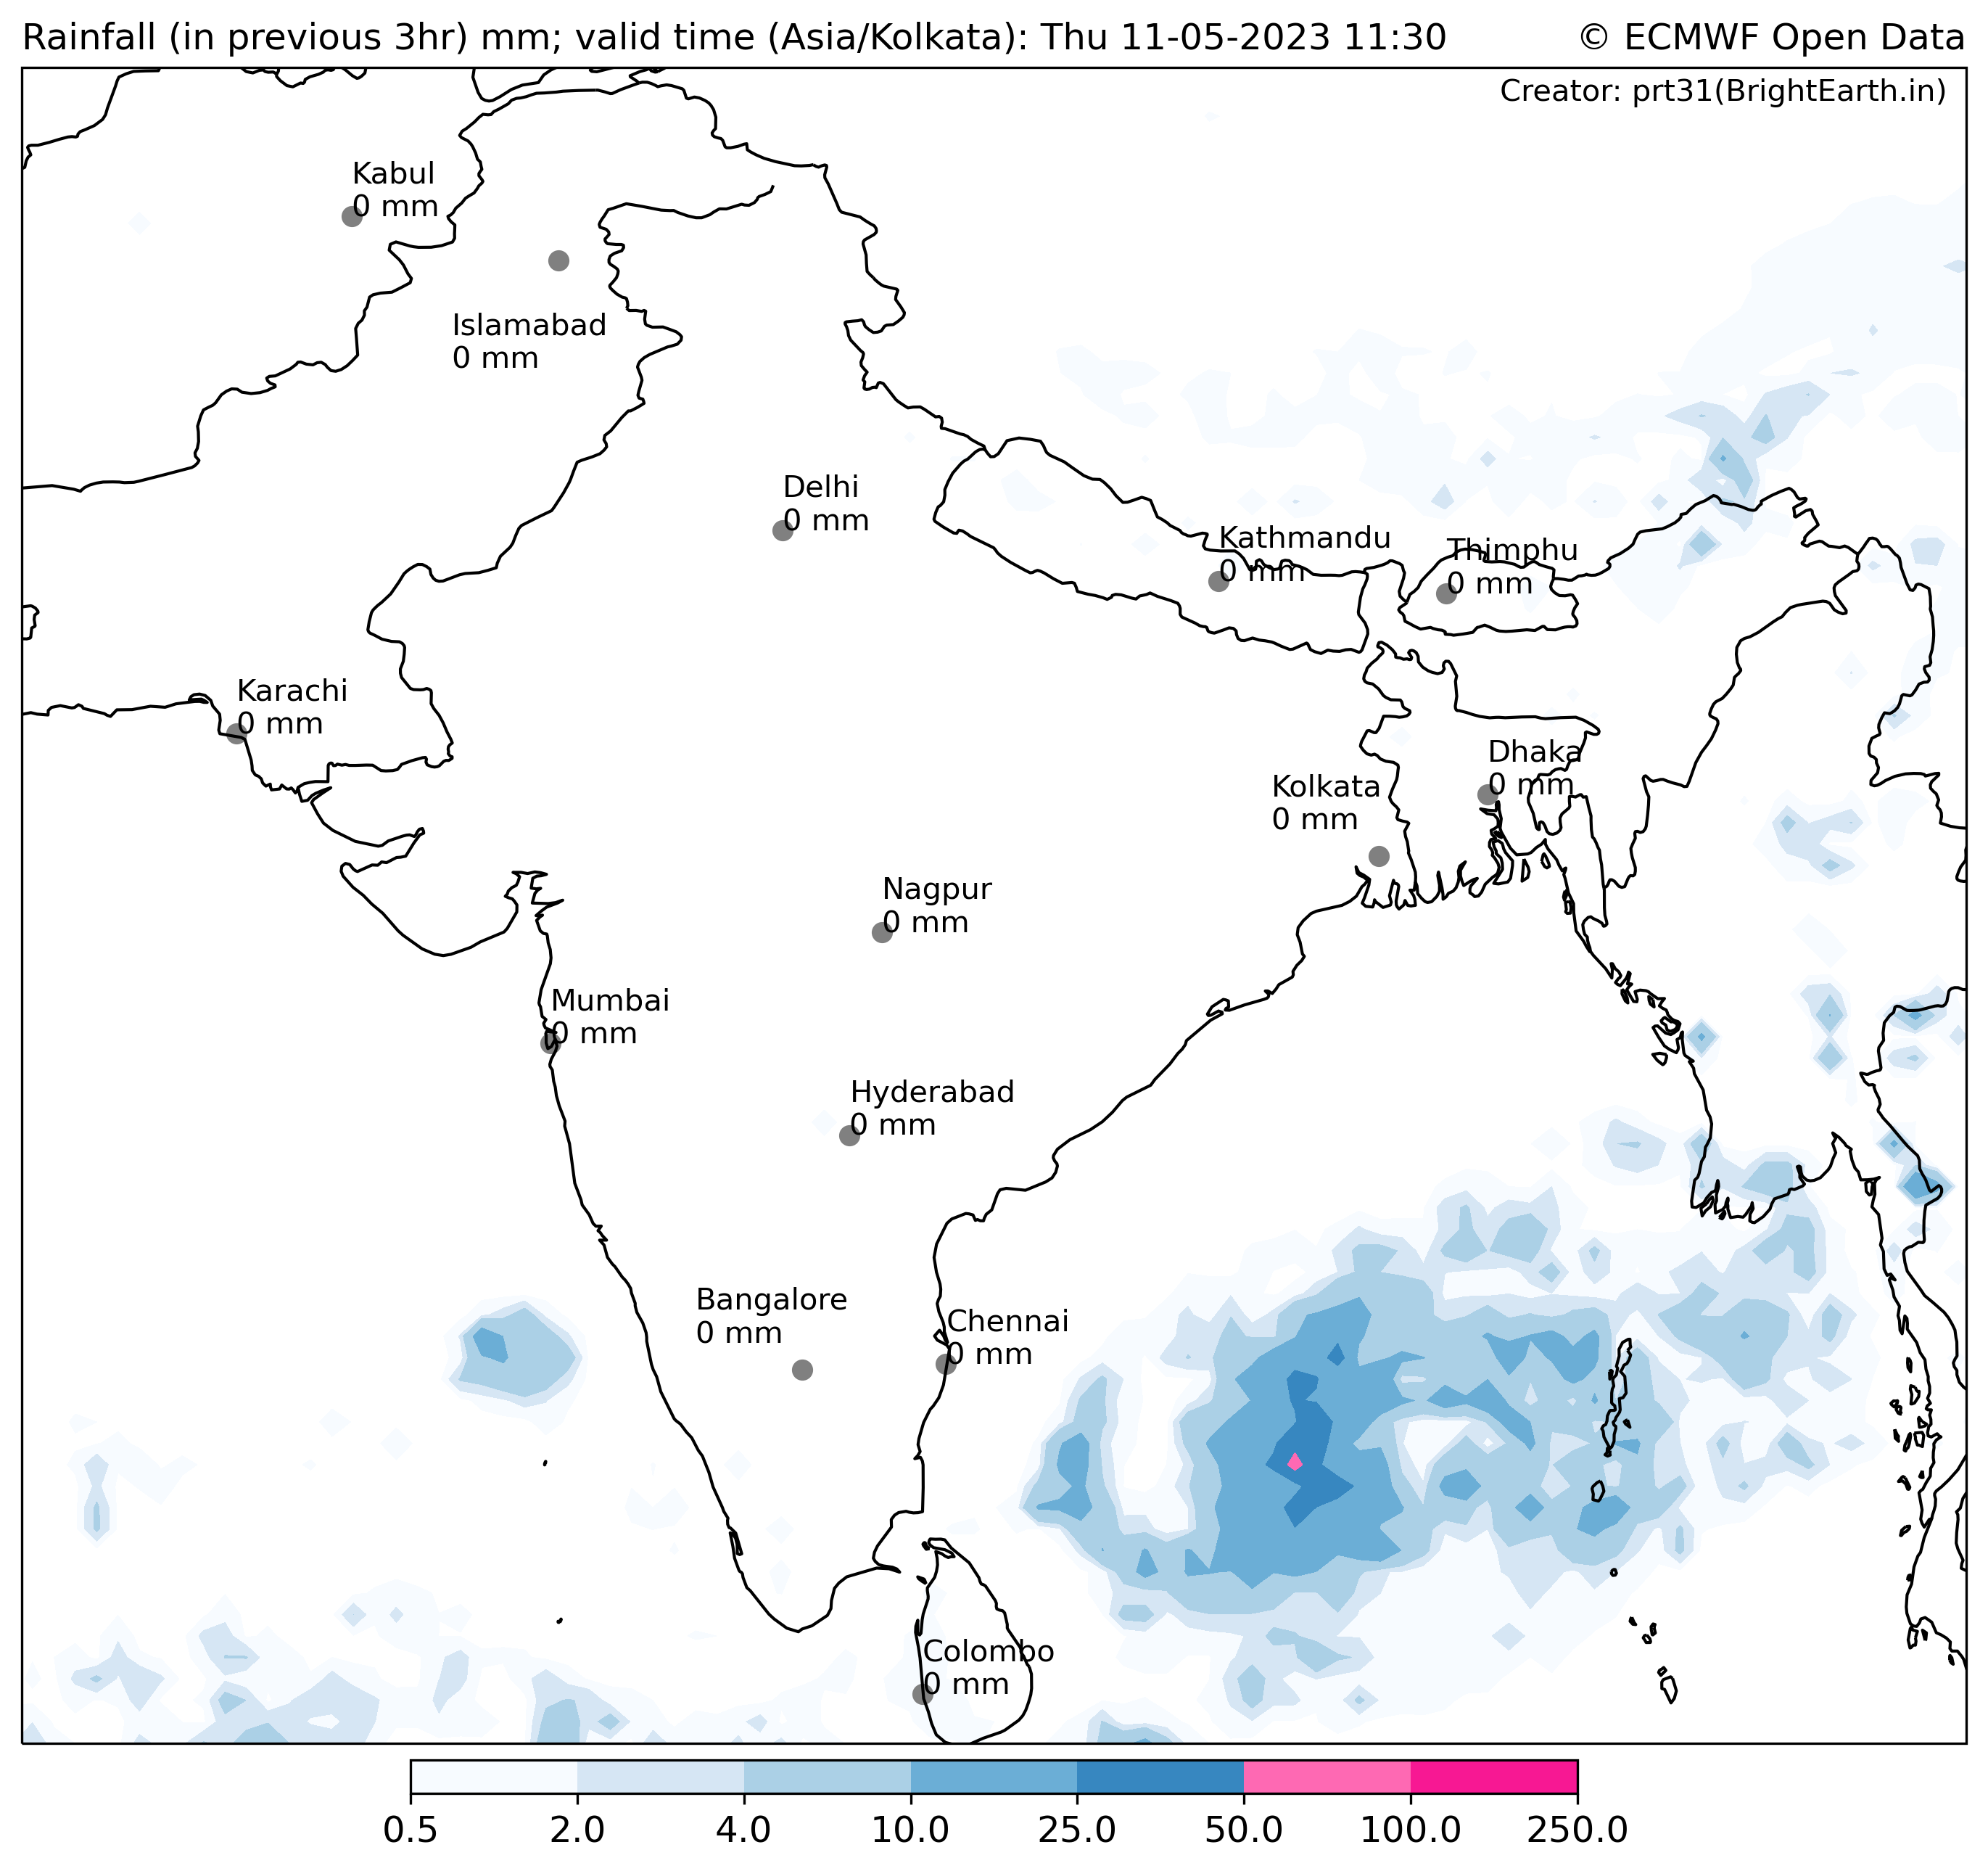 Rainfall (in previous 3hr) mm; valid time (Asia/Kolkata): Thu 11-05-2023 11:30
© ECMWF Open Data
Creator: prt31(BrightEarth.in)
Kabul
0 mm
Islamabad
0 mm
Delhi
0 mm
Kathmandu
0 mm
Thimphu
0 mm
Karachi
0 mm
Dhaka
0 mm
Kolkata
0 mm
Nagpur
0 mm
Mumbai
0 mm
Hyderabad
0 mm
Bangalore
0 mm
Chennai
0 mm
Colombo
0 mm
0.5 2.0 4.0 10.0 25.0 50.0 100.0 250.0